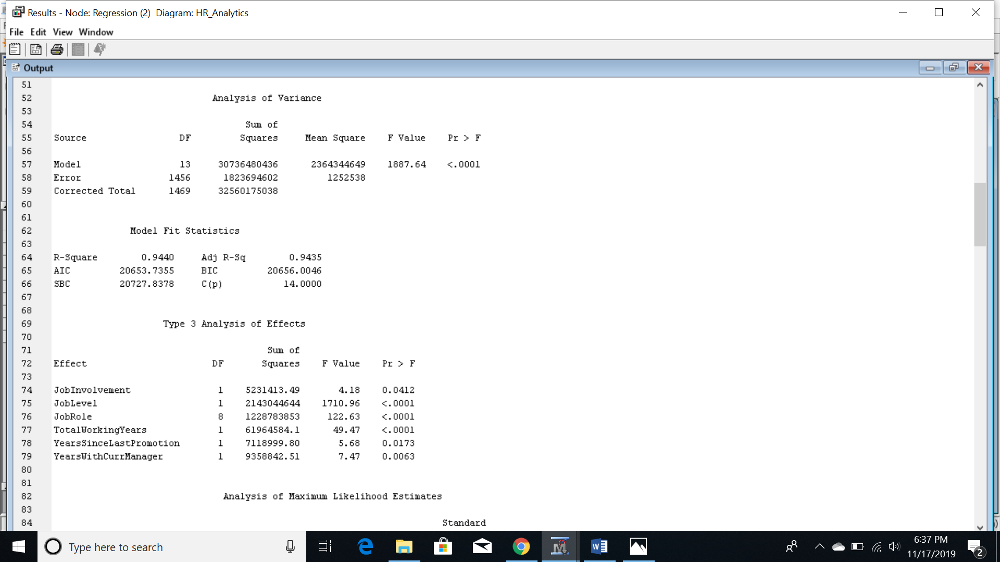 Results - Node: Regression (2) Diagram: HR_Analytics
File Edit View Window
Output
51
52 Analysis of Variance
53
54 Sum of
55 Source DF Squares Mean Square F Value Pr > F
56
57 Model 13 30736480436 2364344649 1887.64 <.0001
58 Error 1456 1823694602 1252538
59 Corrected Total 1469 32560175038
60
61
62 Model Fit Statistics
63
64 R-Square 0.9440 Adj R-Sq 0.9435
65 AIC 20653.7355 BIC 20656.0046
66 SBC 20727.8378 C(p) 14.0000
67
68
69 Type 3 Analysis of Effects
70
71 Sum of
72 Effect DF Squares F Value Pr > F
73
74 JobInvolvement 1 5231413.49 4.18 0.0412
75 JobLevel 1 2143044644 1710.96 <.0001
76 JobRole 8 1228783853 122.63 <.0001
77 TotalWorkingYears 1 61964584.1 49.47 <.0001
78 YearsSinceLastPromotion 1 7118999.80 5.68 0.0173
79 YearsWithCurrManager 1 9358842.51 7.47 0.0063
80
81
82 Analysis of Maximum Likelihood Estimates
83
84 Standard
Type here to search
6:37 PM
11/17/2019
2